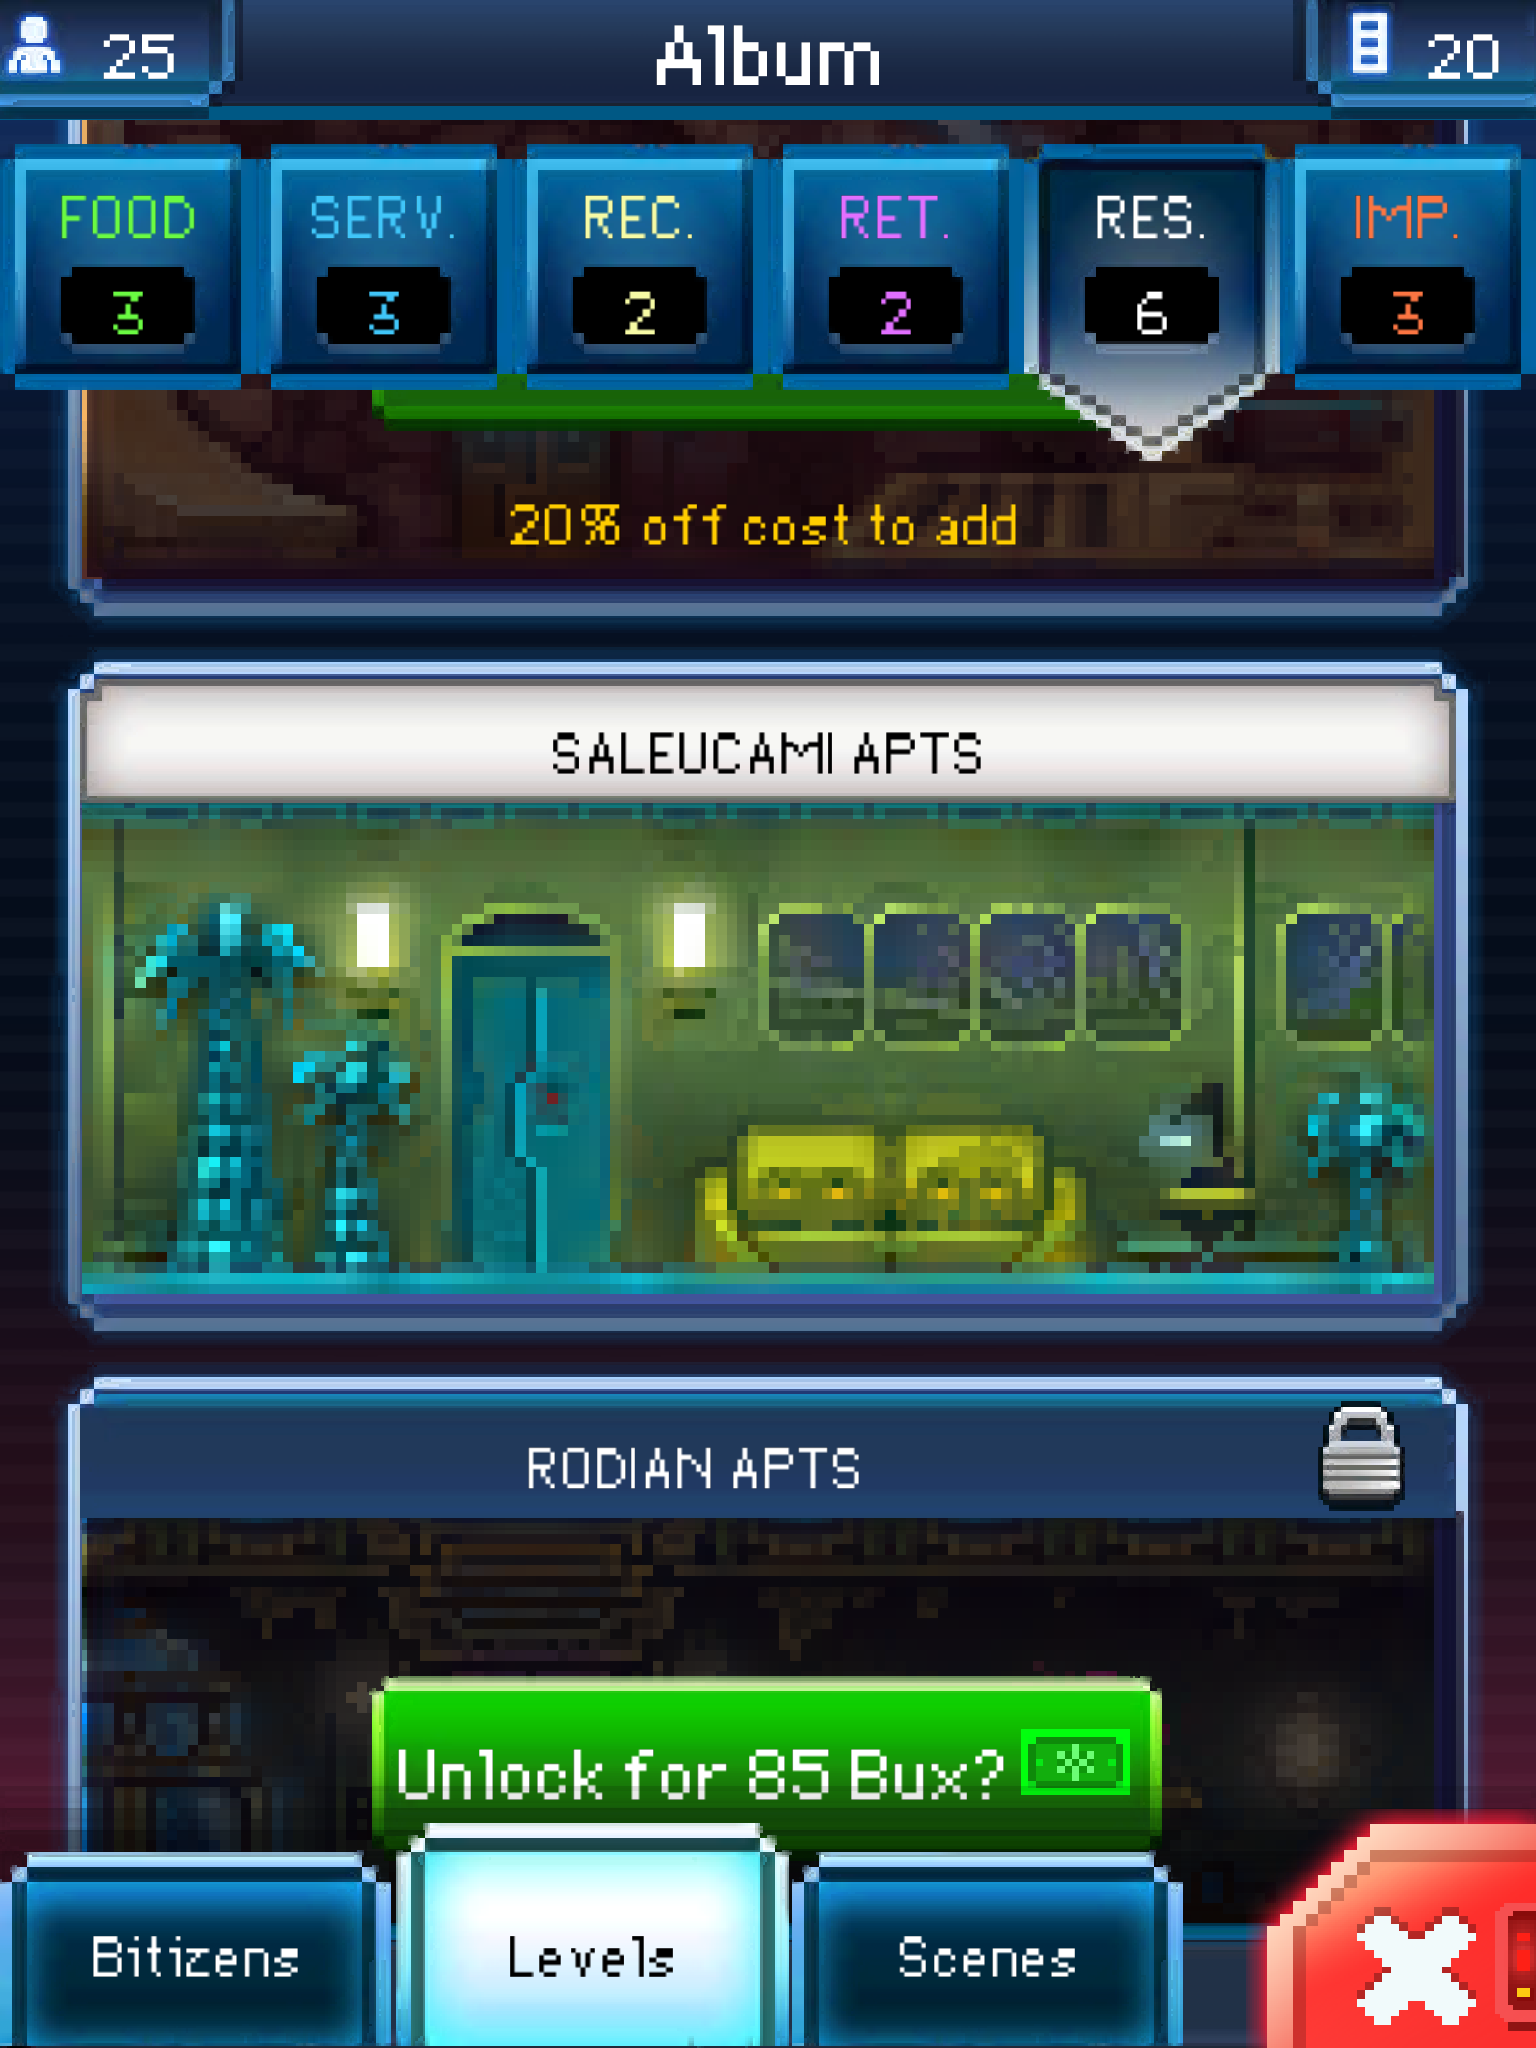 25 Album 20
FOOD SERV. REC. RET. RES. IMP.
3 3 2 2 6 3
20% off cost to add
SALEUCAMI APTS
RODIAN APTS
Unlock for 85 Bux?
Bitizens Levels Scenes